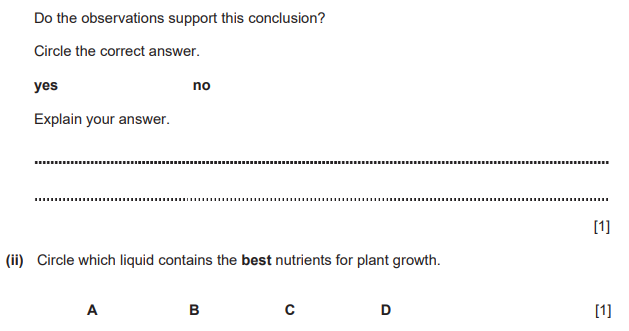 Do the observations support this conclusion?
Circle the correct answer.
yes no
Explain your answer.
[1]
(ii) Circle which liquid contains the best nutrients for plant growth.
A B C D [1]